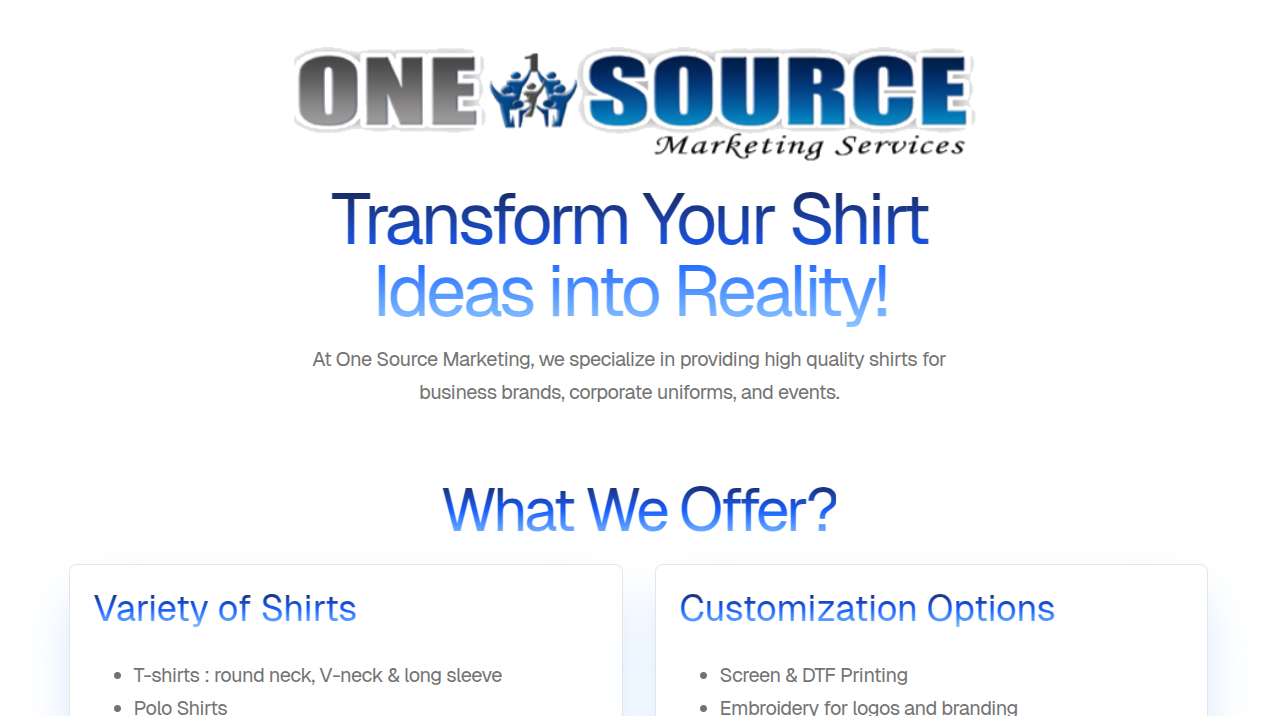 ONE 1 SOURCE
Marketing Services
Transform Your Shirt
Ideas into Reality!
At One Source Marketing, we specialize in providing high quality shirts for
business brands, corporate uniforms, and events.
What We Offer?
Variety of Shirts
• T-shirts : round neck, V-neck & long sleeve
• Polo Shirts
Customization Options
• Screen & DTF Printing
• Embroidery for logos and branding